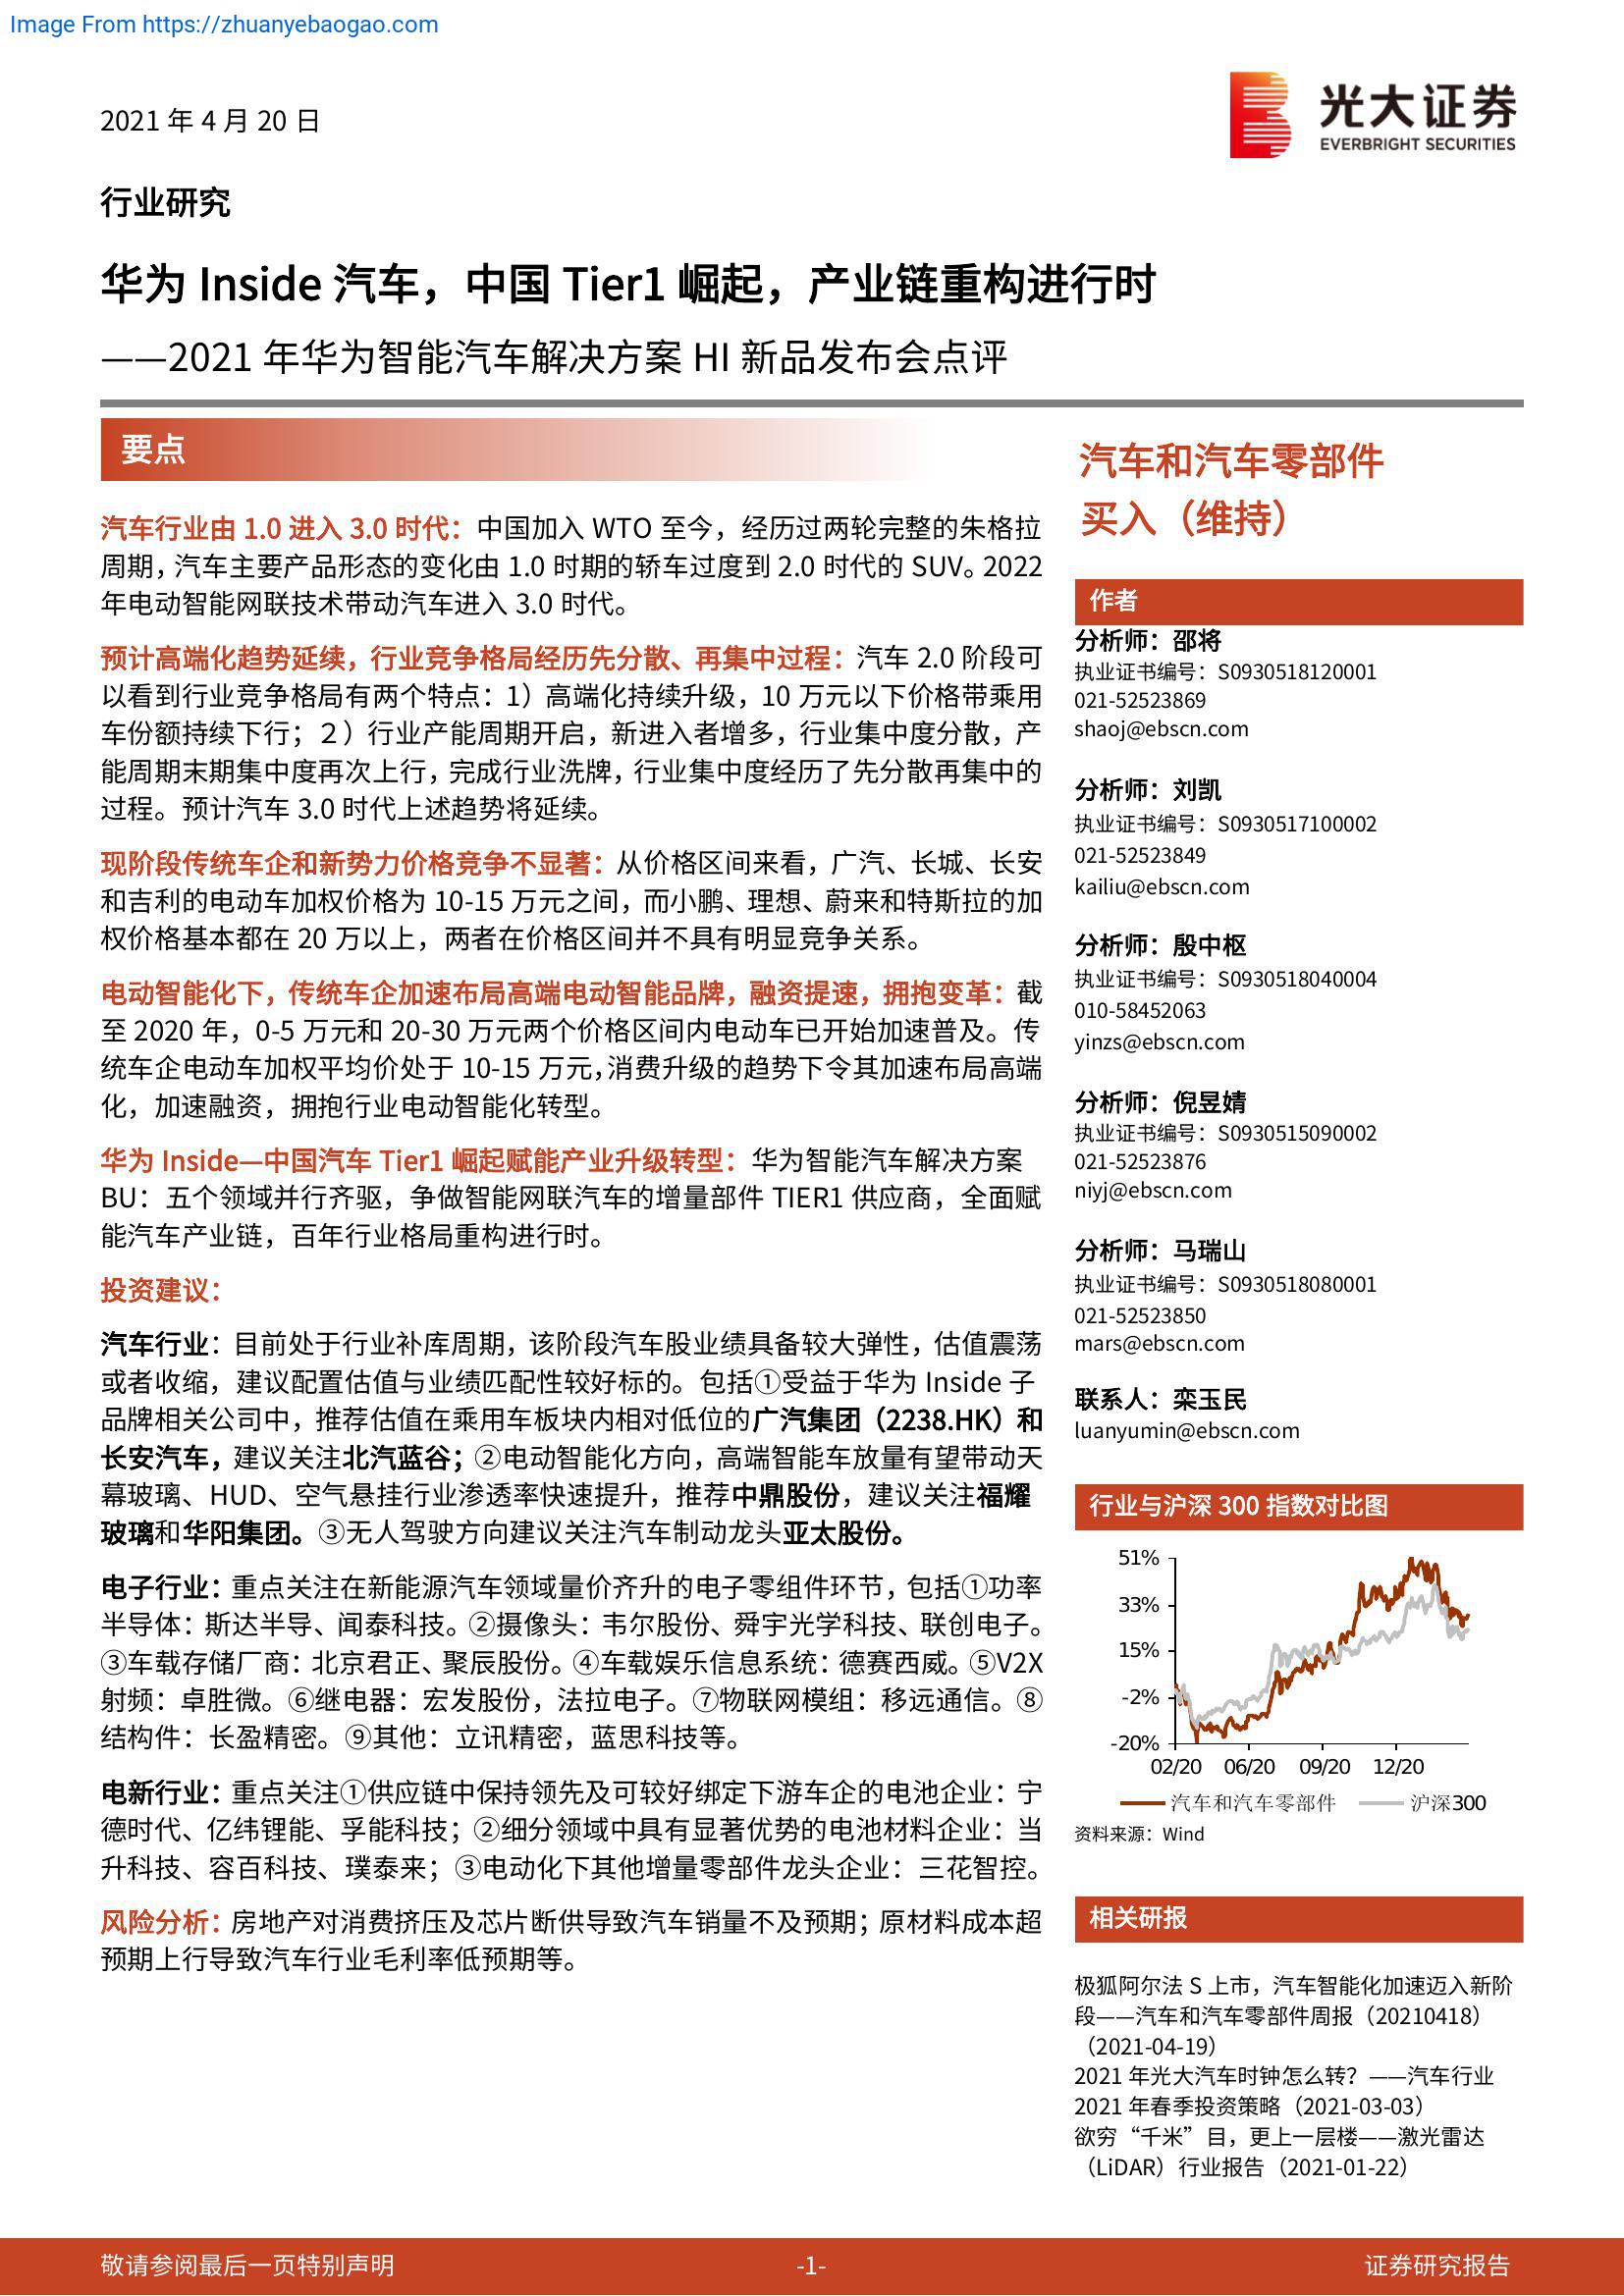 Image From https://zhuanyebaogao.com
2021 年 4 月 20 日
光大证券
EVERBRIGHT SECURITIES
行业研究
华为 Inside 汽车，中国 Tier1 崛起，产业链重构进行时
——2021 年华为智能汽车解决方案 HI 新品发布会点评
要点
汽车行业由 1.0 进入 3.0 时代：中国加入 WTO 至今，经历过两轮完整的朱格拉
周期，汽车主要产品形态的变化由 1.0 时期的轿车过度到 2.0 时代的 SUV。2022
年电动智能网联技术带动汽车进入 3.0 时代。
预计高端化趋势延续，行业竞争格局经历先分散、再集中过程：汽车 2.0 阶段可
以看到行业竞争格局有两个特点：1）高端化持续升级，10 万元以下价格带乘用
车份额持续下行；２）行业产能周期开启，新进入者增多，行业集中度分散，产
能周期末期集中度再次上行，完成行业洗牌，行业集中度经历了先分散再集中的
过程。预计汽车 3.0 时代上述趋势将延续。
现阶段传统车企和新势力价格竞争不显著：从价格区间来看，广汽、长城、长安
和吉利的电动车加权价格为 10-15 万元之间，而小鹏、理想、蔚来和特斯拉的加
权价格基本都在 20 万以上，两者在价格区间并不具有明显竞争关系。
电动智能化下，传统车企加速布局高端电动智能品牌，融资提速，拥抱变革：截
至 2020 年，0-5 万元和 20-30 万元两个价格区间内电动车已开始加速普及。传
统车企电动车加权平均价处于 10-15 万元，消费升级的趋势下令其加速布局高端
化，加速融资，拥抱行业电动智能化转型。
华为 Inside—中国汽车 Tier1 崛起赋能产业升级转型：华为智能汽车解决方案
BU：五个领域并行齐驱，争做智能网联汽车的增量部件 TIER1 供应商，全面赋
能汽车产业链，百年行业格局重构进行时。
投资建议：
汽车行业：目前处于行业补库周期，该阶段汽车股业绩具备较大弹性，估值震荡
或者收缩，建议配置估值与业绩匹配性较好标的。包括①受益于华为 Inside 子
品牌相关公司中，推荐估值在乘用车板块内相对低位的广汽集团（2238.HK）和
长安汽车，建议关注北汽蓝谷；②电动智能化方向，高端智能车放量有望带动天
幕玻璃、HUD、空气悬挂行业渗透率快速提升，推荐中鼎股份，建议关注福耀
玻璃和华阳集团。③无人驾驶方向建议关注汽车制动龙头亚太股份。
电子行业：重点关注在新能源汽车领域量价齐升的电子零组件环节，包括①功率
半导体：斯达半导、闻泰科技。②摄像头：韦尔股份、舜宇光学科技、联创电子。
③车载存储厂商：北京君正、聚辰股份。④车载娱乐信息系统：德赛西威。⑤V2X
射频：卓胜微。⑥继电器：宏发股份，法拉电子。⑦物联网模组：移远通信。⑧
结构件：长盈精密。⑨其他：立讯精密，蓝思科技等。
电新行业：重点关注①供应链中保持领先及可较好绑定下游车企的电池企业：宁
德时代、亿纬锂能、孚能科技；②细分领域中具有显著优势的电池材料企业：当
升科技、容百科技、璞泰来；③电动化下其他增量零部件龙头企业：三花智控。
风险分析：房地产对消费挤压及芯片断供导致汽车销量不及预期；原材料成本超
预期上行导致汽车行业毛利率低预期等。
汽车和汽车零部件
买入（维持）
作者
分析师：邵将
执业证书编号：S0930518120001
021-52523869
shaoj@ebscn.com
分析师：刘凯
执业证书编号：S0930517100002
021-52523849
kailiu@ebscn.com
分析师：殷中枢
执业证书编号：S0930518040004
010-58452063
yinzs@ebscn.com
分析师：倪昱婧
执业证书编号：S0930515090002
021-52523876
niyj@ebscn.com
分析师：马瑞山
执业证书编号：S0930518080001
021-52523850
mars@ebscn.com
联系人：栾玉民
luanyumin@ebscn.com
行业与沪深 300 指数对比图
51%
33%
15%
-2%
-20%
02/20 06/20 09/20 12/20
汽车和汽车零部件 沪深300
资料来源：Wind
相关研报
极狐阿尔法 S 上市，汽车智能化加速迈入新阶
段——汽车和汽车零部件周报（20210418）
（2021-04-19）
2021 年光大汽车时钟怎么转？——汽车行业
2021 年春季投资策略（2021-03-03）
欲穷“千米”目，更上一层楼——激光雷达
（LiDAR）行业报告（2021-01-22）
敬请参阅最后一页特别声明
-1-
证券研究报告